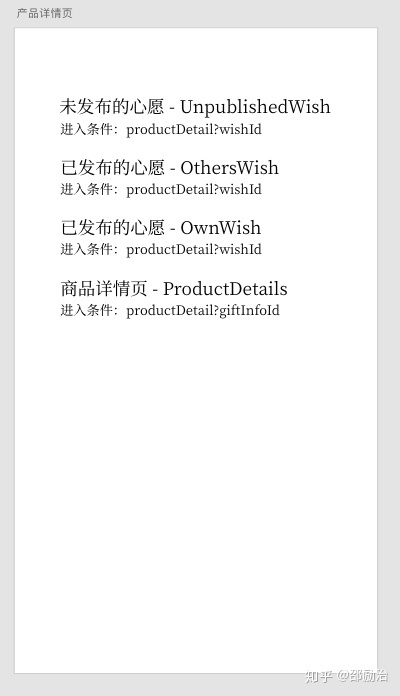 产品详情页
未发布的心愿 - UnpublishedWish
进入条件：productDetail?wishId
已发布的心愿 - OthersWish
进入条件：productDetail?wishId
已发布的心愿 - OwnWish
进入条件：productDetail?wishId
商品详情页 - ProductDetails
进入条件：productDetail?giftInfoId
知乎 @邵励治